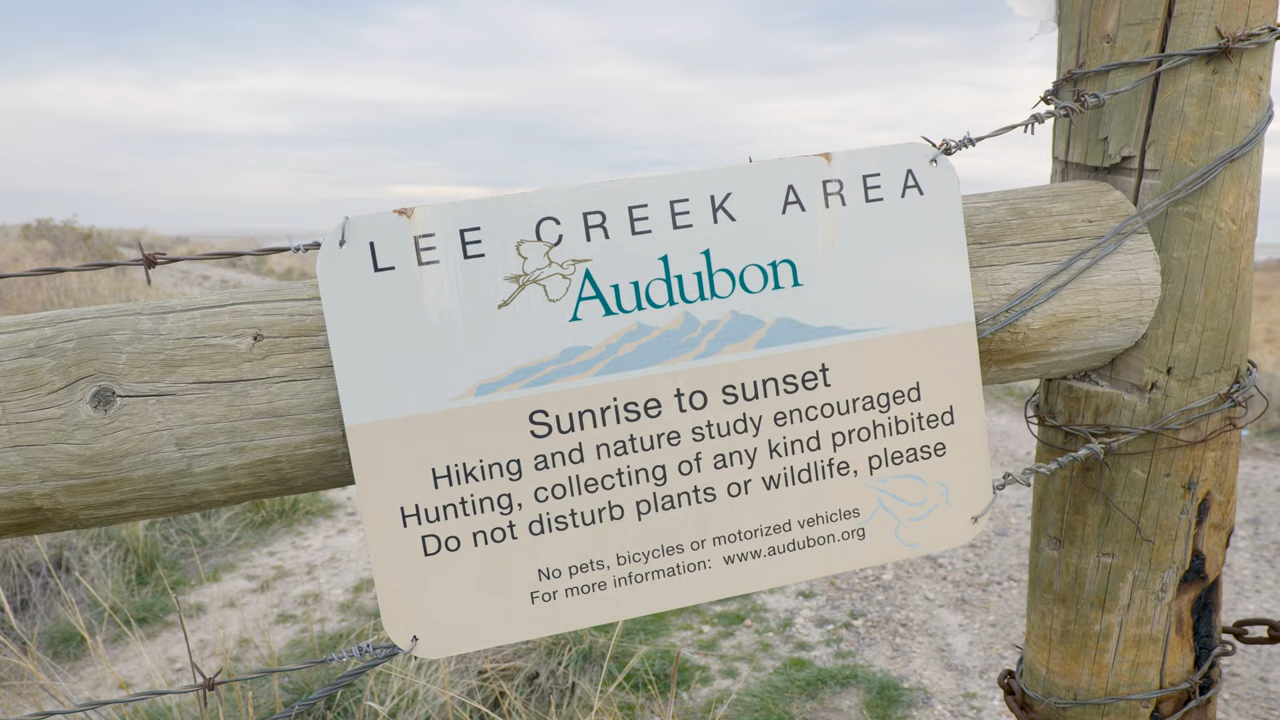 LEE CREEK AREA
Audubon
Sunrise to sunset
Hiking and nature study encouraged
Hunting, collecting of any kind prohibited
Do not disturb plants or wildlife, please
No pets, bicycles or motorized vehicles
For more information: www.audubon.org